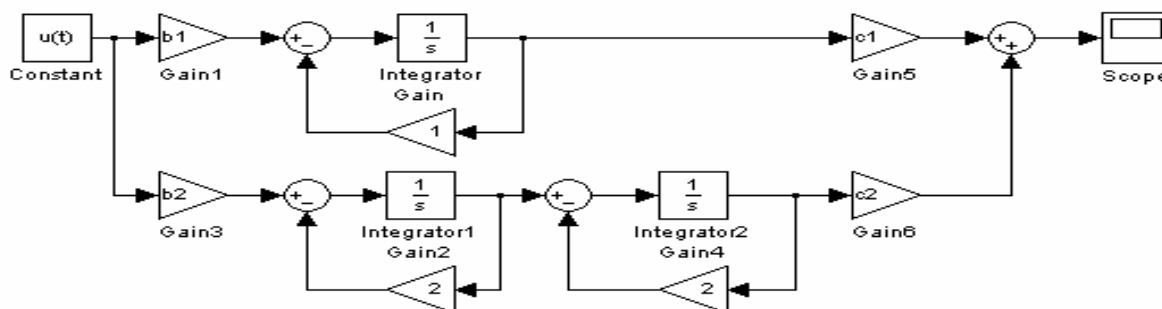 u(t)
Constant
b1
Gain1
+
−
1
s
Integrator
Gain
1
c1
Gain5
+
+
Scope
b2
Gain3
+
−
1
s
Integrator1
Gain2
2
+
−
1
s
Integrator2
Gain4
2
c2
Gain6